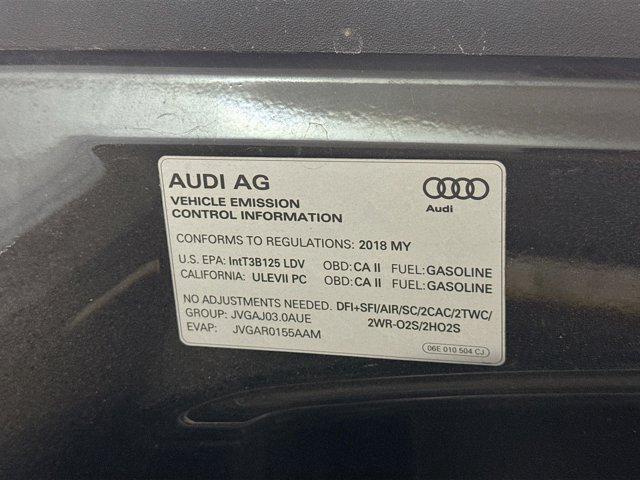 AUDI AG
Audi
VEHICLE EMISSION
CONTROL INFORMATION
CONFORMS TO REGULATIONS: 2018 MY
U.S. EPA: IntT3B125 LDV OBD: CA II FUEL: GASOLINE
CALIFORNIA: ULEVII PC OBD: CA II FUEL: GASOLINE
NO ADJUSTMENTS NEEDED. DFI+SFI/AIR/SC/2CAC/2TWC/
GROUP: JVGAJ03.0AUE 2WR-O2S/2HO2S
EVAP: JVGAR0155AAM
06E 010 504 CJ